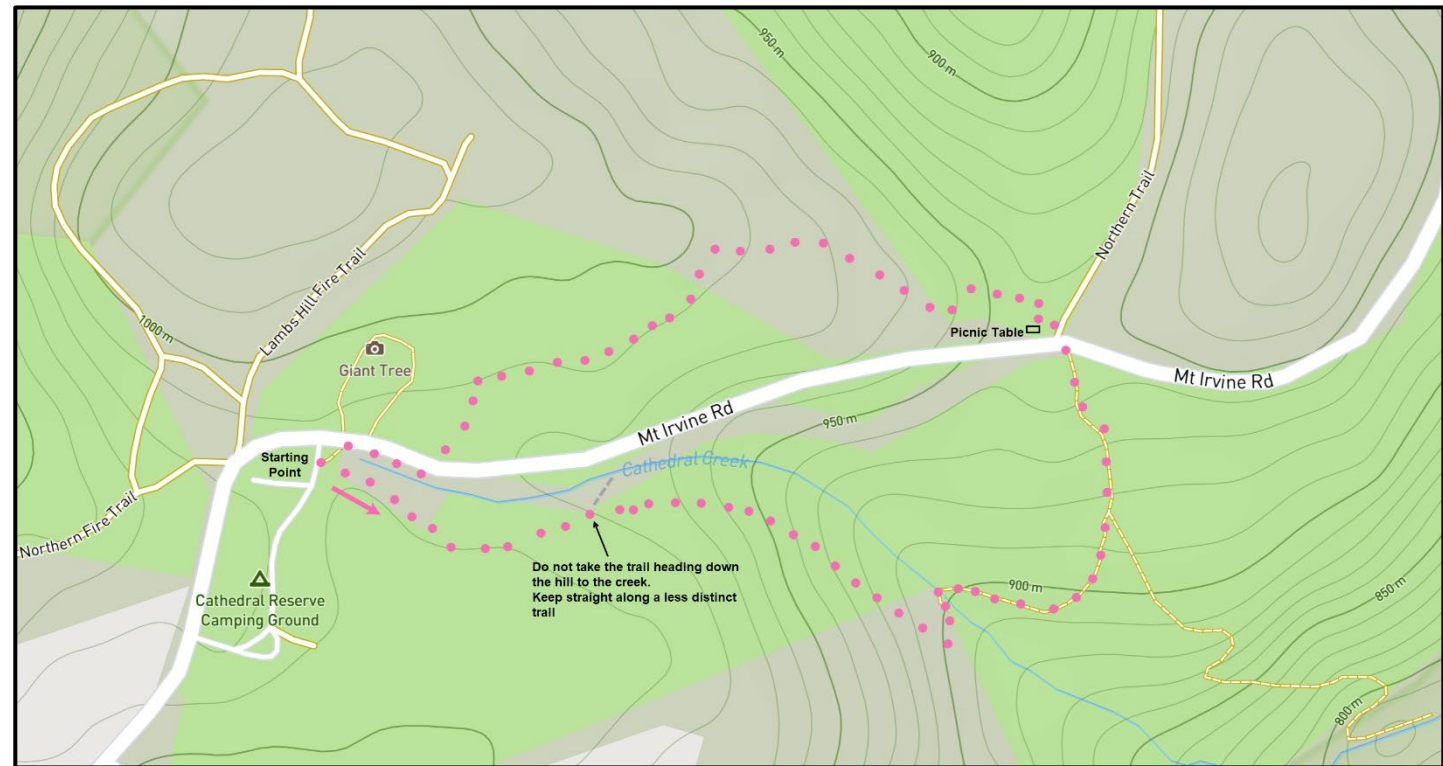 950 m
900 m
Northern Trail
Lambs Hill Fire Trail
1000 m
Giant Tree
Picnic Table
Mt Irvine Rd
Mt Irvine Rd
950 m
Starting
Point
Cathedral Creek
Northern Fire Trail
Do not take the trail heading down
the hill to the creek.
Keep straight along a less distinct
trail
900 m
850 m
Cathedral Reserve
Camping Ground
800 m